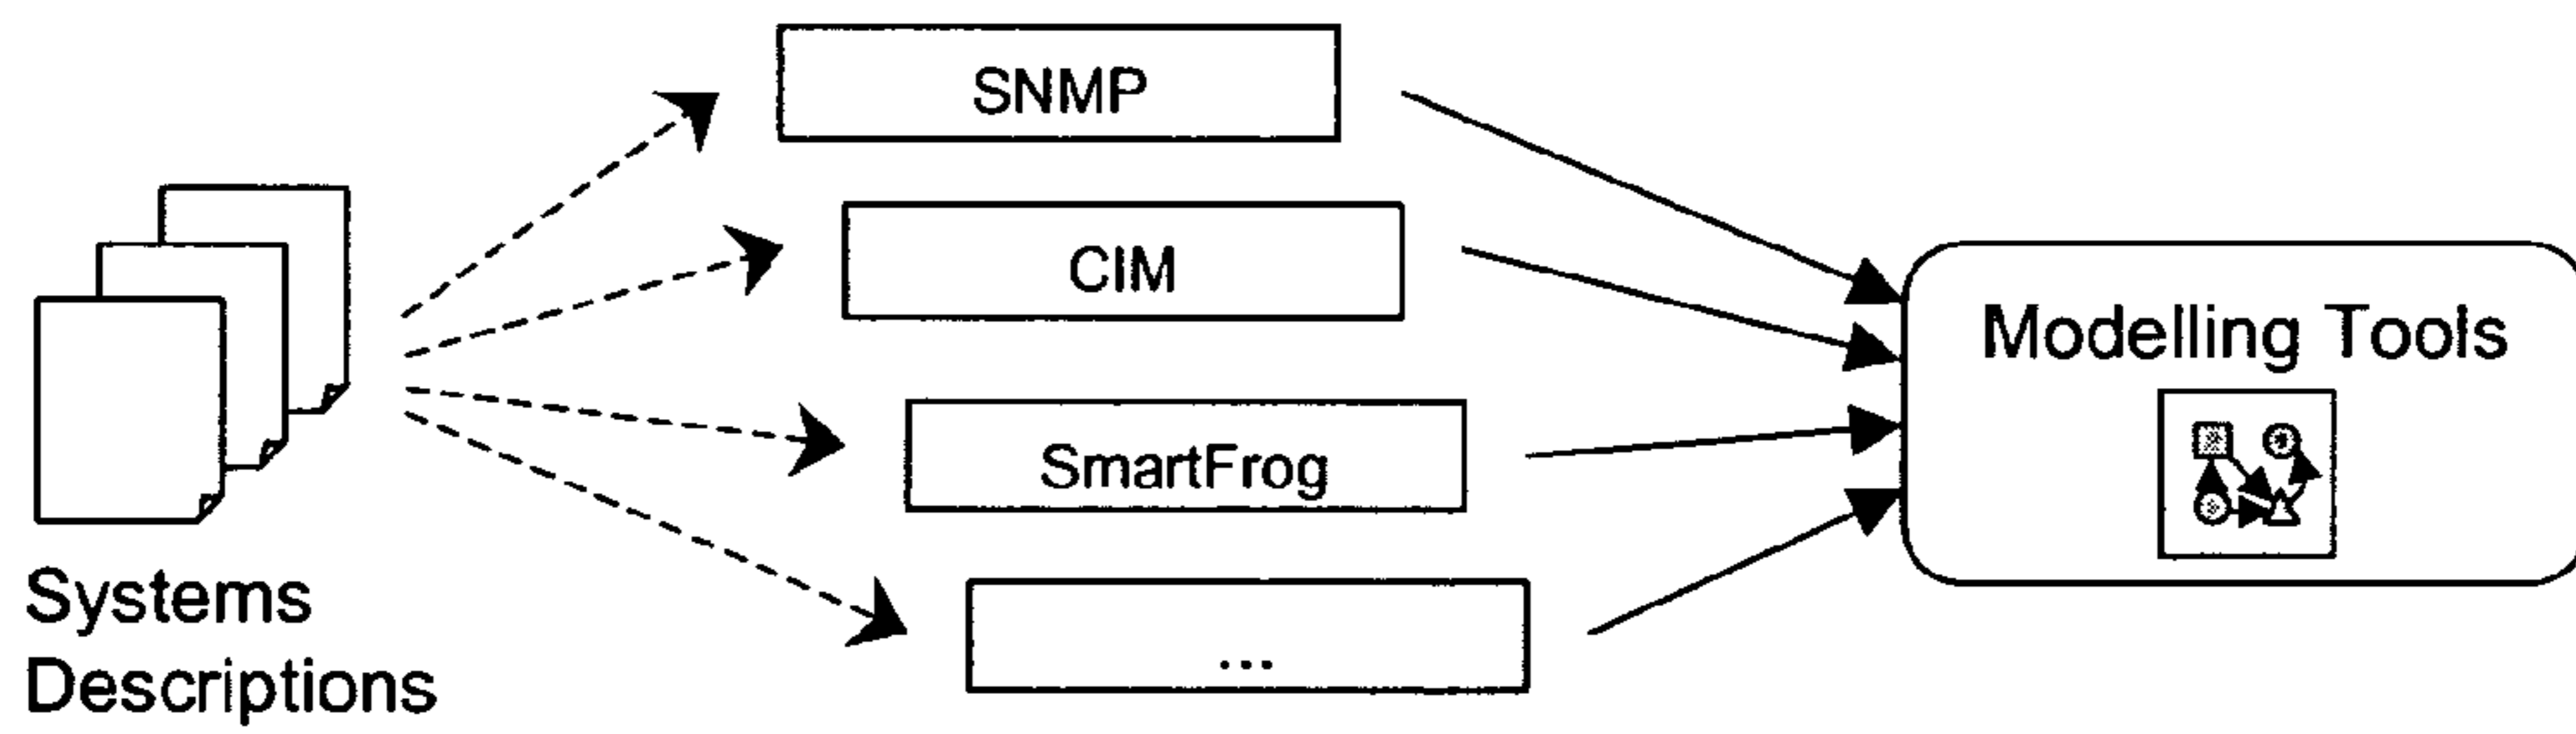 SNMP
CIM
SmartFrog
...
Systems
Descriptions
Modelling Tools